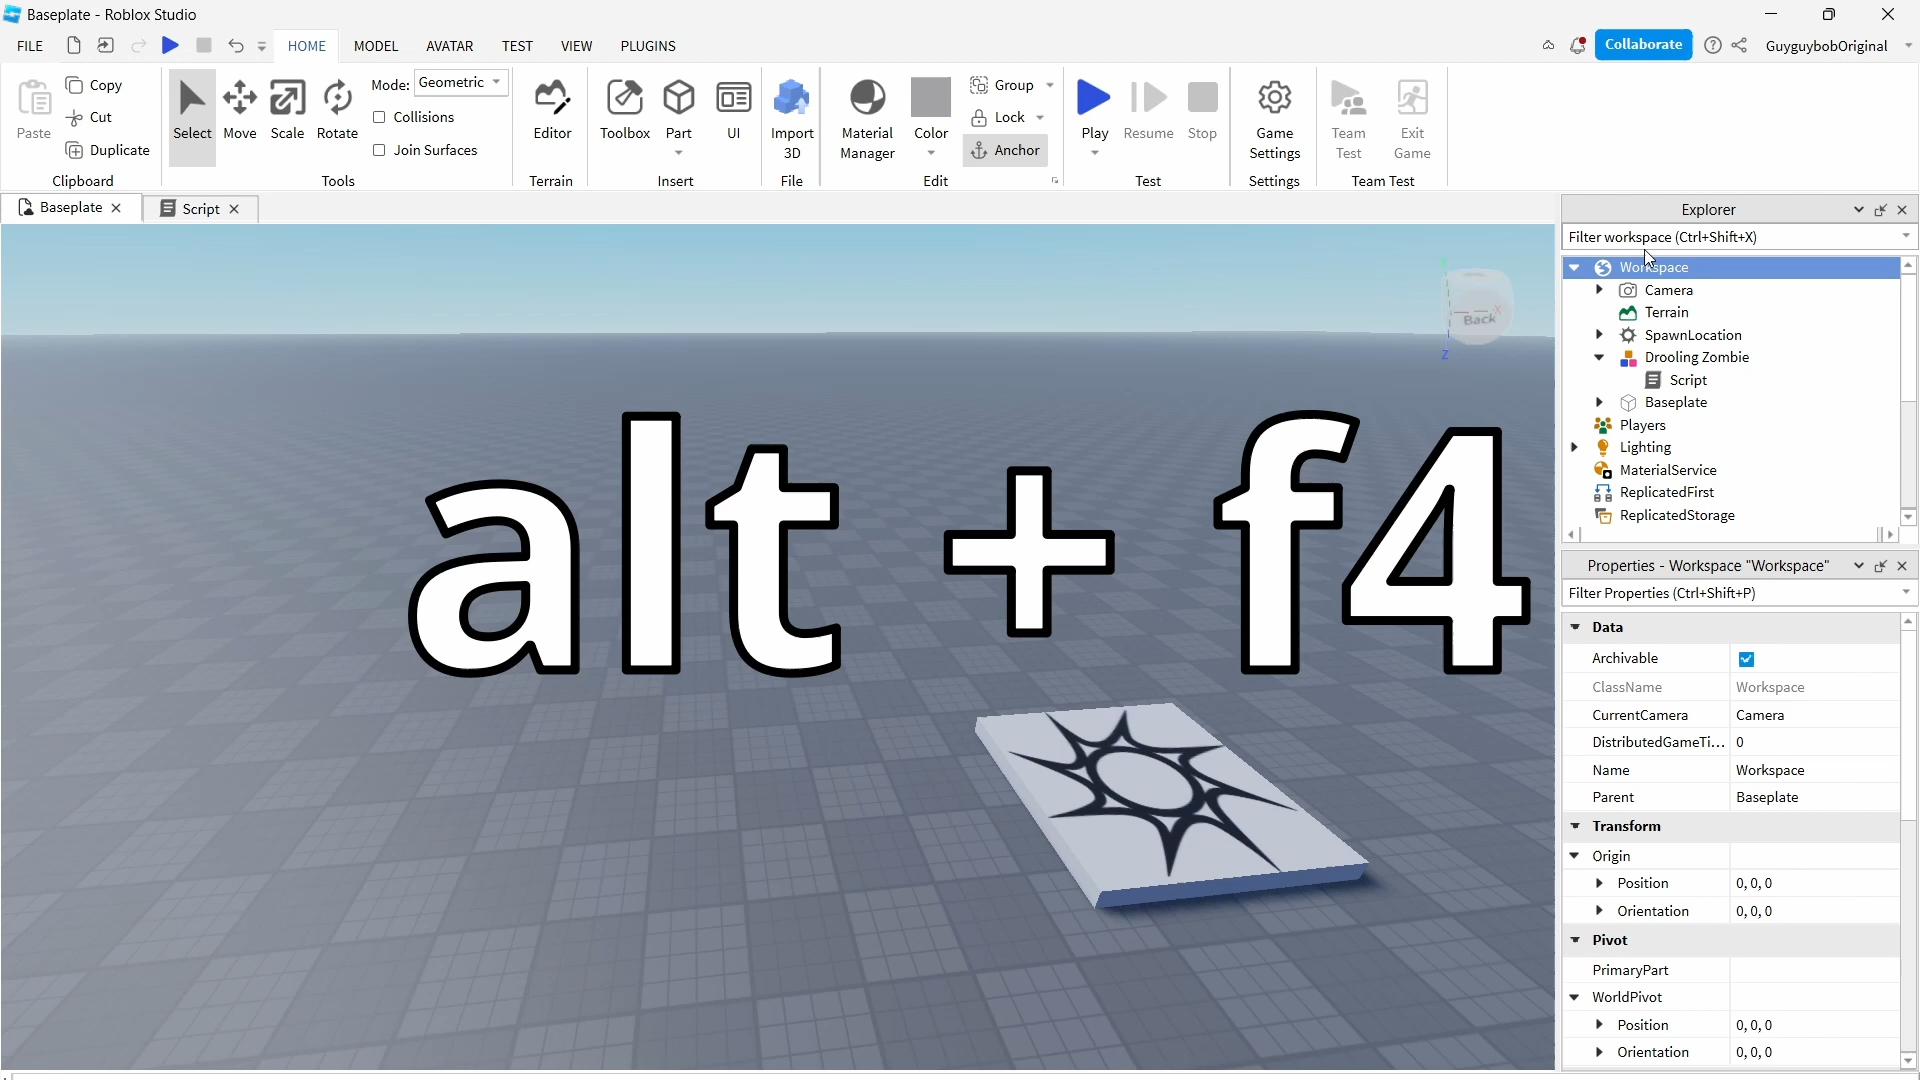 Baseplate - Roblox Studio
FILE HOME MODEL AVATAR TEST VIEW PLUGINS Collaborate GuyguybobOriginal
Paste
Copy
Cut
Duplicate
Clipboard
Select Move Scale Rotate
Mode: Geometric
Collisions
Join Surfaces
Tools
Editor
Terrain
Toolbox Part UI
Insert
Import
3D
File
Material
Manager
Color
Group
Lock
Anchor
Edit
Play Resume Stop
Test
Game
Settings
Settings
Team
Test
Exit
Game
Team Test
Baseplate Script
Back
X
Z
alt + f4
Explorer
Filter workspace (Ctrl+Shift+X)
Workspace
Camera
Terrain
SpawnLocation
Drooling Zombie
Script
Baseplate
Players
Lighting
MaterialService
ReplicatedFirst
ReplicatedStorage
Properties - Workspace "Workspace"
Filter Properties (Ctrl+Shift+P)
Data
Archivable
ClassName Workspace
CurrentCamera Camera
DistributedGameTi... 0
Name Workspace
Parent Baseplate
Transform
Origin
Position 0, 0, 0
Orientation 0, 0, 0
Pivot
PrimaryPart
WorldPivot
Position 0, 0, 0
Orientation 0, 0, 0